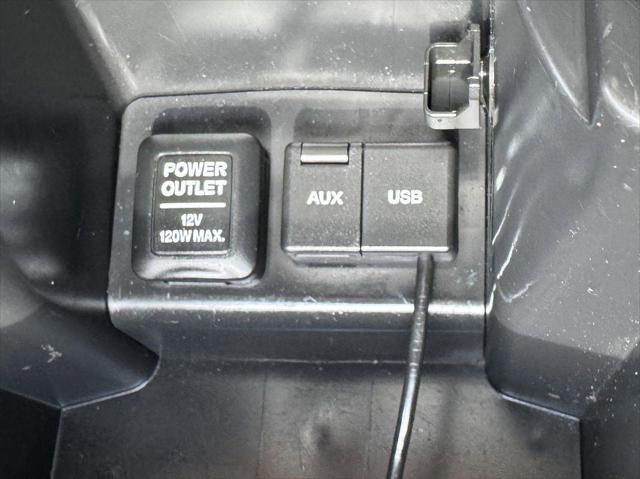 POWER
OUTLET
12V
120W MAX.
AUX
USB